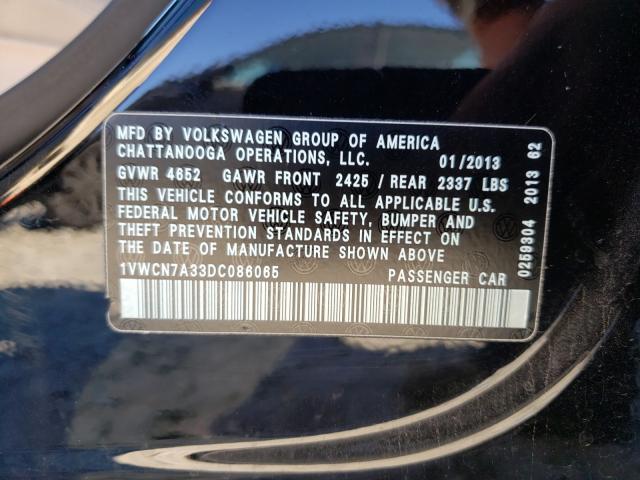 MFD BY VOLKSWAGEN GROUP OF AMERICA
CHATTANOOGA OPERATIONS, LLC. 01/2013
GVWR 4652 GAWR FRONT 2425 / REAR 2337 LBS
THIS VEHICLE CONFORMS TO ALL APPLICABLE U.S.
FEDERAL MOTOR VEHICLE SAFETY, BUMPER AND
THEFT PREVENTION STANDARDS IN EFFECT ON
THE DATE OF MANUFACTURE SHOWN ABOVE
1VWCN7A33DC086065 PASSENGER CAR
0259304 2013 62